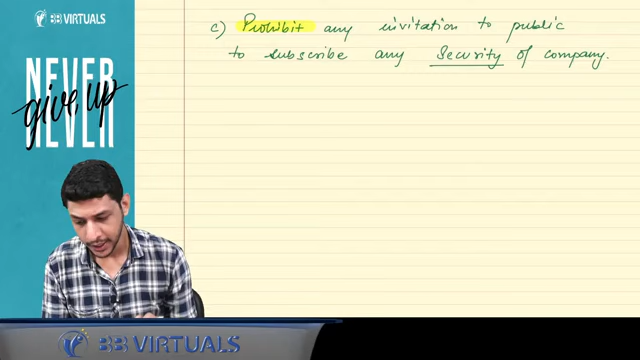 BB VIRTUALS
c) Prohibit any invitation to public
to subscribe any Security of company.
NEVER
give up
NEVER
BB VIRTUALS